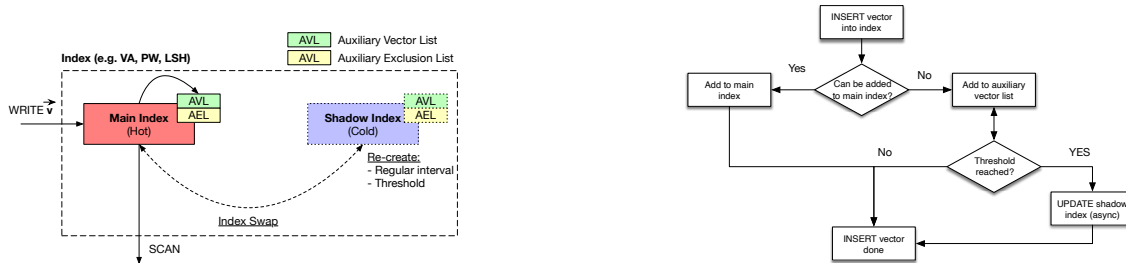 AVL Auxiliary Vector List
Index (e.g. VA, PW, LSH)
AVL Auxiliary Exclusion List
WRITE v
AVL
Main Index
AEL
(Hot)
AVL
Shadow Index
AEL
(Cold)
Re-create:
- Regular interval
- Threshold
Index Swap
SCAN
INSERT vector
into index
Yes
Can be added
to main index?
No
Add to main
index
Add to auxiliary
vector list
No
Threshold
reached?
YES
UPDATE shadow
index (async)
INSERT vector
done